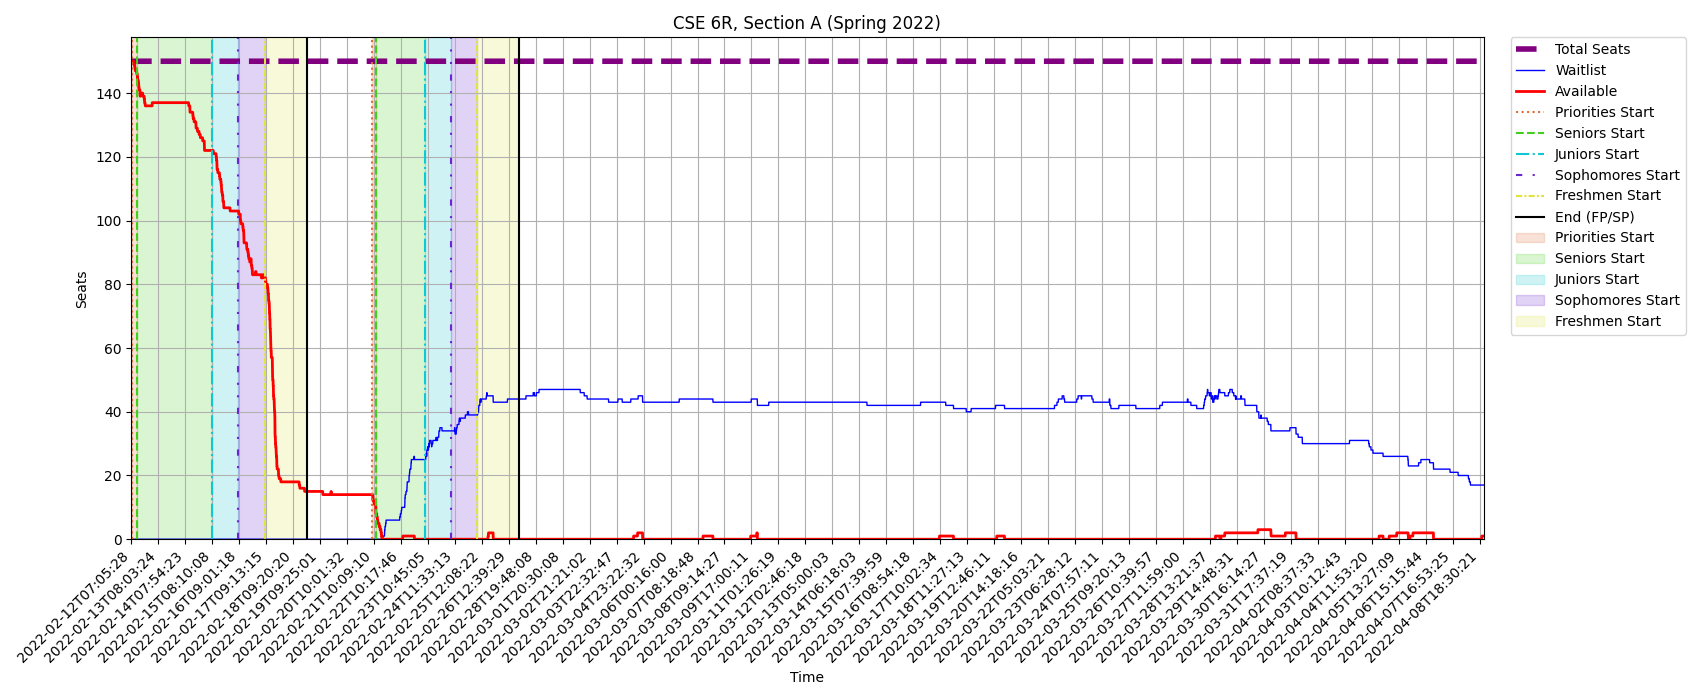 CSE 6R, Section A (Spring 2022)
Seats
140
120
100
80
60
40
20
0
2022-02-12T7:05:28
2022-02-13T08:03:24
2022-02-14T07:54:23
2022-02-15T08:10:08
2022-02-16T09:01:18
2022-02-17T09:13:15
2022-02-18T09:20:20
2022-02-19T09:25:01
2022-02-20T10:01:32
2022-02-21T10:09:10
2022-02-22T10:17:46
2022-02-23T10:45:03
2022-02-24T11:33:13
2022-02-25T12:08:22
2022-02-26T12:39:29
2022-02-28T19:48:08
2022-03-01T20:30:08
2022-03-02T21:21:02
2022-03-03T22:32:47
2022-03-04T23:22:32
2022-03-06T00:16:00
2022-03-07T08:18:48
2022-03-08T09:14:27
2022-03-09T17:00:11
2022-03-11T01:26:19
2022-03-12T02:46:18
2022-03-13T05:00:03
2022-03-14T06:18:03
2022-03-15T07:39:59
2022-03-16T08:54:18
2022-03-17T10:02:34
2022-03-18T11:27:13
2022-03-19T12:46:11
2022-03-20T14:18:16
2022-03-22T05:03:21
2022-03-23T06:28:12
2022-03-24T07:57:11
2022-03-25T09:20:13
2022-03-26T10:39:57
2022-03-27T11:59:00
2022-03-28T13:21:37
2022-03-29T14:48:31
2022-03-30T16:14:27
2022-03-31T17:37:19
2022-04-02T08:37:33
2022-04-03T10:12:43
2022-04-04T11:53:20
2022-04-05T13:27:09
2022-04-06T15:15:44
2022-04-07T16:53:25
2022-04-08T18:30:21
Time
Total Seats
Waitlist
Available
Priorities Start
Seniors Start
Juniors Start
Sophomores Start
Freshmen Start
End (FP/SP)
Priorities Start
Seniors Start
Juniors Start
Sophomores Start
Freshmen Start